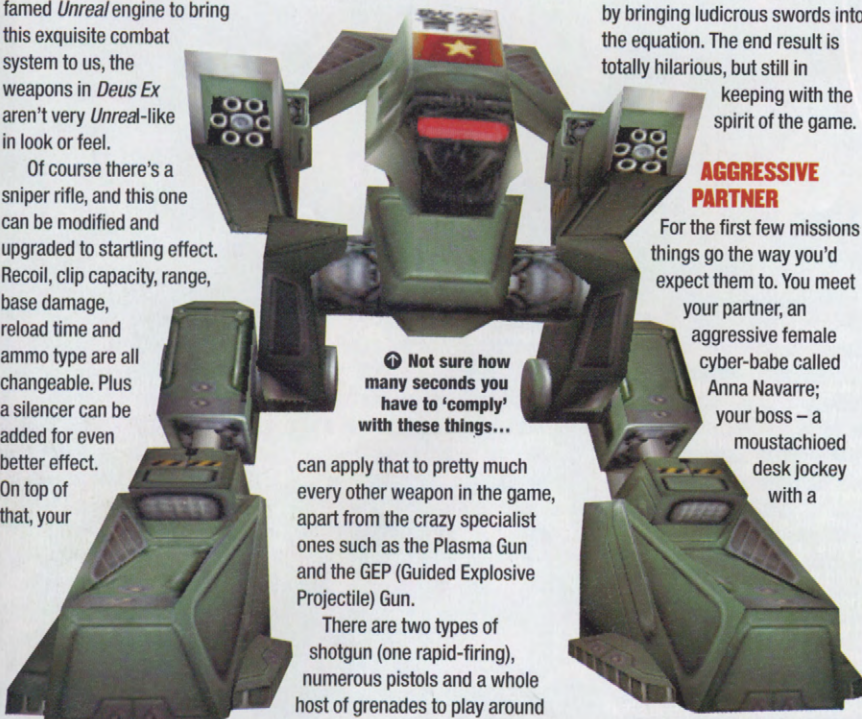 famed Unreal engine to bring
this exquisite combat
system to us, the
weapons in Deus Ex
aren't very Unreal-like
in look or feel.
Of course there's a
sniper rifle, and this one
can be modified and
upgraded to startling effect.
Recoil, clip capacity, range,
base damage,
reload time and
ammo type are all
changeable. Plus
a silencer can be
added for even
better effect.
On top of
that, your
警察
Not sure how
many seconds you
have to ‘comply’
with these things...
can apply that to pretty much
every other weapon in the game,
apart from the crazy specialist
ones such as the Plasma Gun
and the GEP (Guided Explosive
Projectile) Gun.
There are two types of
shotgun (one rapid-firing),
numerous pistols and a whole
host of grenades to play around
by bringing ludicrous swords into
the equation. The end result is
totally hilarious, but still in
keeping with the
spirit of the game.
AGGRESSIVE
PARTNER
For the first few missions
things go the way you'd
expect them to. You meet
your partner, an
aggressive female
cyber-babe called
Anna Navarre;
your boss – a
moustachioed
desk jockey
with a